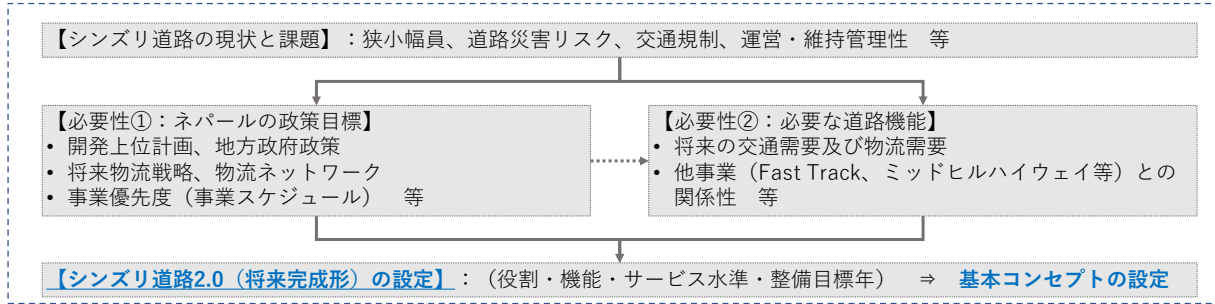 【シンズリ道路の現状と課題】：狭小幅員、道路災害リスク、交通規制、運営・維持管理性　等
【必要性①：ネパールの政策目標】
• 開発上位計画、地方政府政策
• 将来物流戦略、物流ネットワーク
• 事業優先度（事業スケジュール）　等
【必要性②：必要な道路機能】
• 将来の交通需要及び物流需要
• 他事業（Fast Track、ミッドヒルハイウェイ等）との
関係性　等
【シンズリ道路2.0（将来完成形）の設定】：（役割・機能・サービス水準・整備目標年）　⇒　基本コンセプトの設定